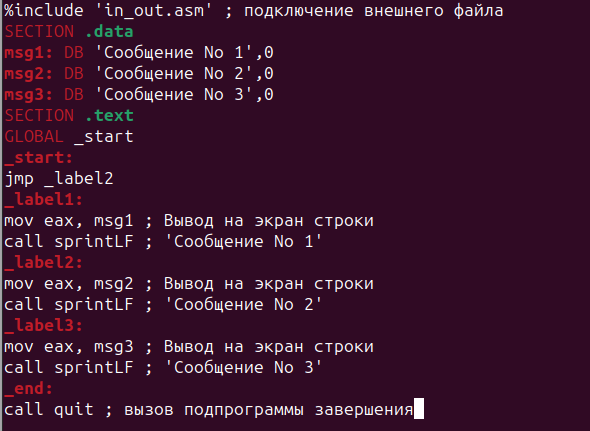 %include 'in_out.asm' ; подключение внешнего файла
SECTION .data
msg1: DB 'Сообщение No 1',0
msg2: DB 'Сообщение No 2',0
msg3: DB 'Сообщение No 3',0
SECTION .text
GLOBAL _start
_start:
jmp _label2
_label1:
mov eax, msg1 ; Вывод на экран строки
call sprintLF ; 'Сообщение No 1'
_label2:
mov eax, msg2 ; Вывод на экран строки
call sprintLF ; 'Сообщение No 2'
_label3:
mov eax, msg3 ; Вывод на экран строки
call sprintLF ; 'Сообщение No 3'
_end:
call quit ; вызов подпрограммы завершения